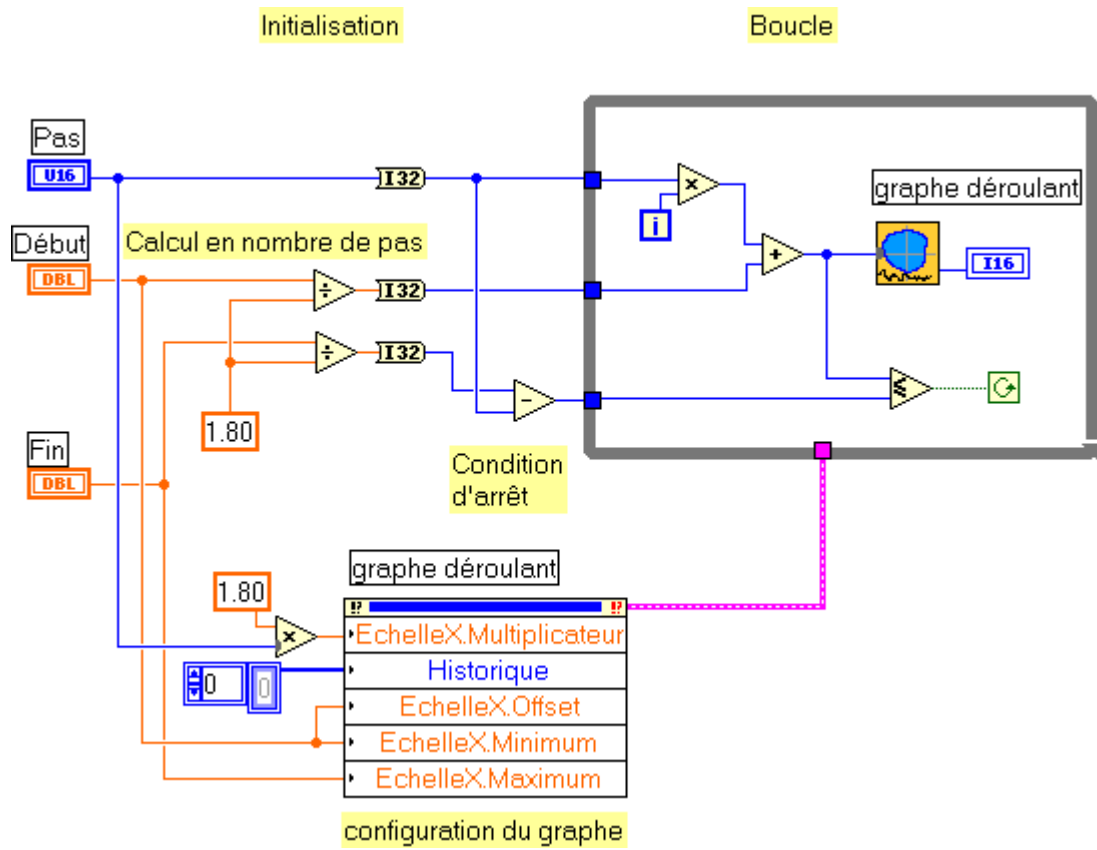 Initialisation
Boucle
Pas
U16
I32
graphe déroulant
i
I16
Début
DBL
Calcul en nombre de pas
I32
I32
1.80
Fin
DBL
Condition
d'arrêt
graphe déroulant
1.80
EchelleX.Multiplicateur
0
0
Historique
EchelleX.Offset
EchelleX.Minimum
EchelleX.Maximum
configuration du graphe